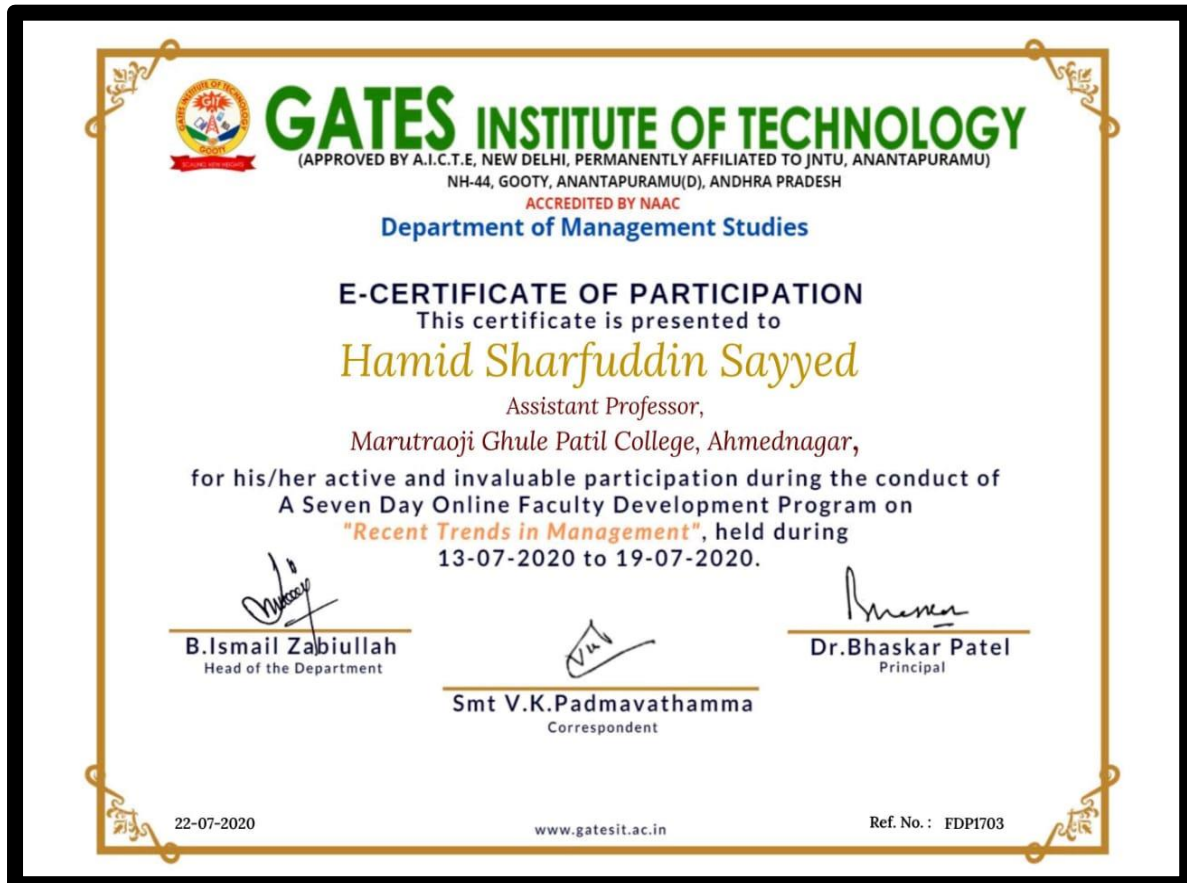 GATES INSTITUTE OF TECHNOLOGY
GIT
GOOTY
(APPROVED BY A.I.C.T.E, NEW DELHI, PERMANENTLY AFFILIATED TO JNTU, ANANTAPURAMU)
NH-44, GOOTY, ANANTAPURAMU(D), ANDHRA PRADESH
SCALING NEW HEIGHTS
ACCREDITED BY NAAC
Department of Management Studies
E-CERTIFICATE OF PARTICIPATION
This certificate is presented to
Hamid Sharfuddin Sayyed
Assistant Professor,
Marutraoji Ghule Patil College, Ahmednagar,
for his/her active and invaluable participation during the conduct of
A Seven Day Online Faculty Development Program on
"Recent Trends in Management", held during
13-07-2020 to 19-07-2020.
B.Ismail Zabiullah
Head of the Department
Dr.Bhaskar Patel
Principal
Smt V.K.Padmavathamma
Correspondent
22-07-2020
www.gatesit.ac.in
Ref. No. : FDP1703